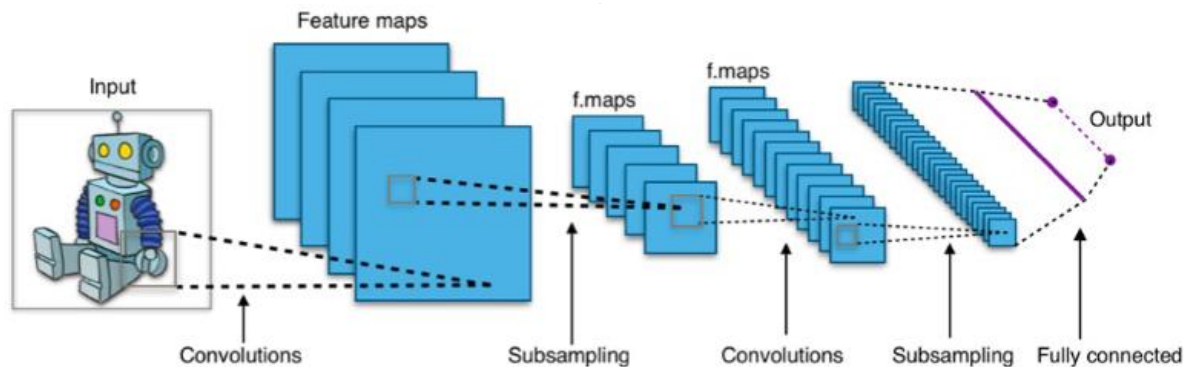 Feature maps
Input
f.maps
f.maps
Output
Convolutions
Subsampling
Convolutions
Subsampling
Fully connected